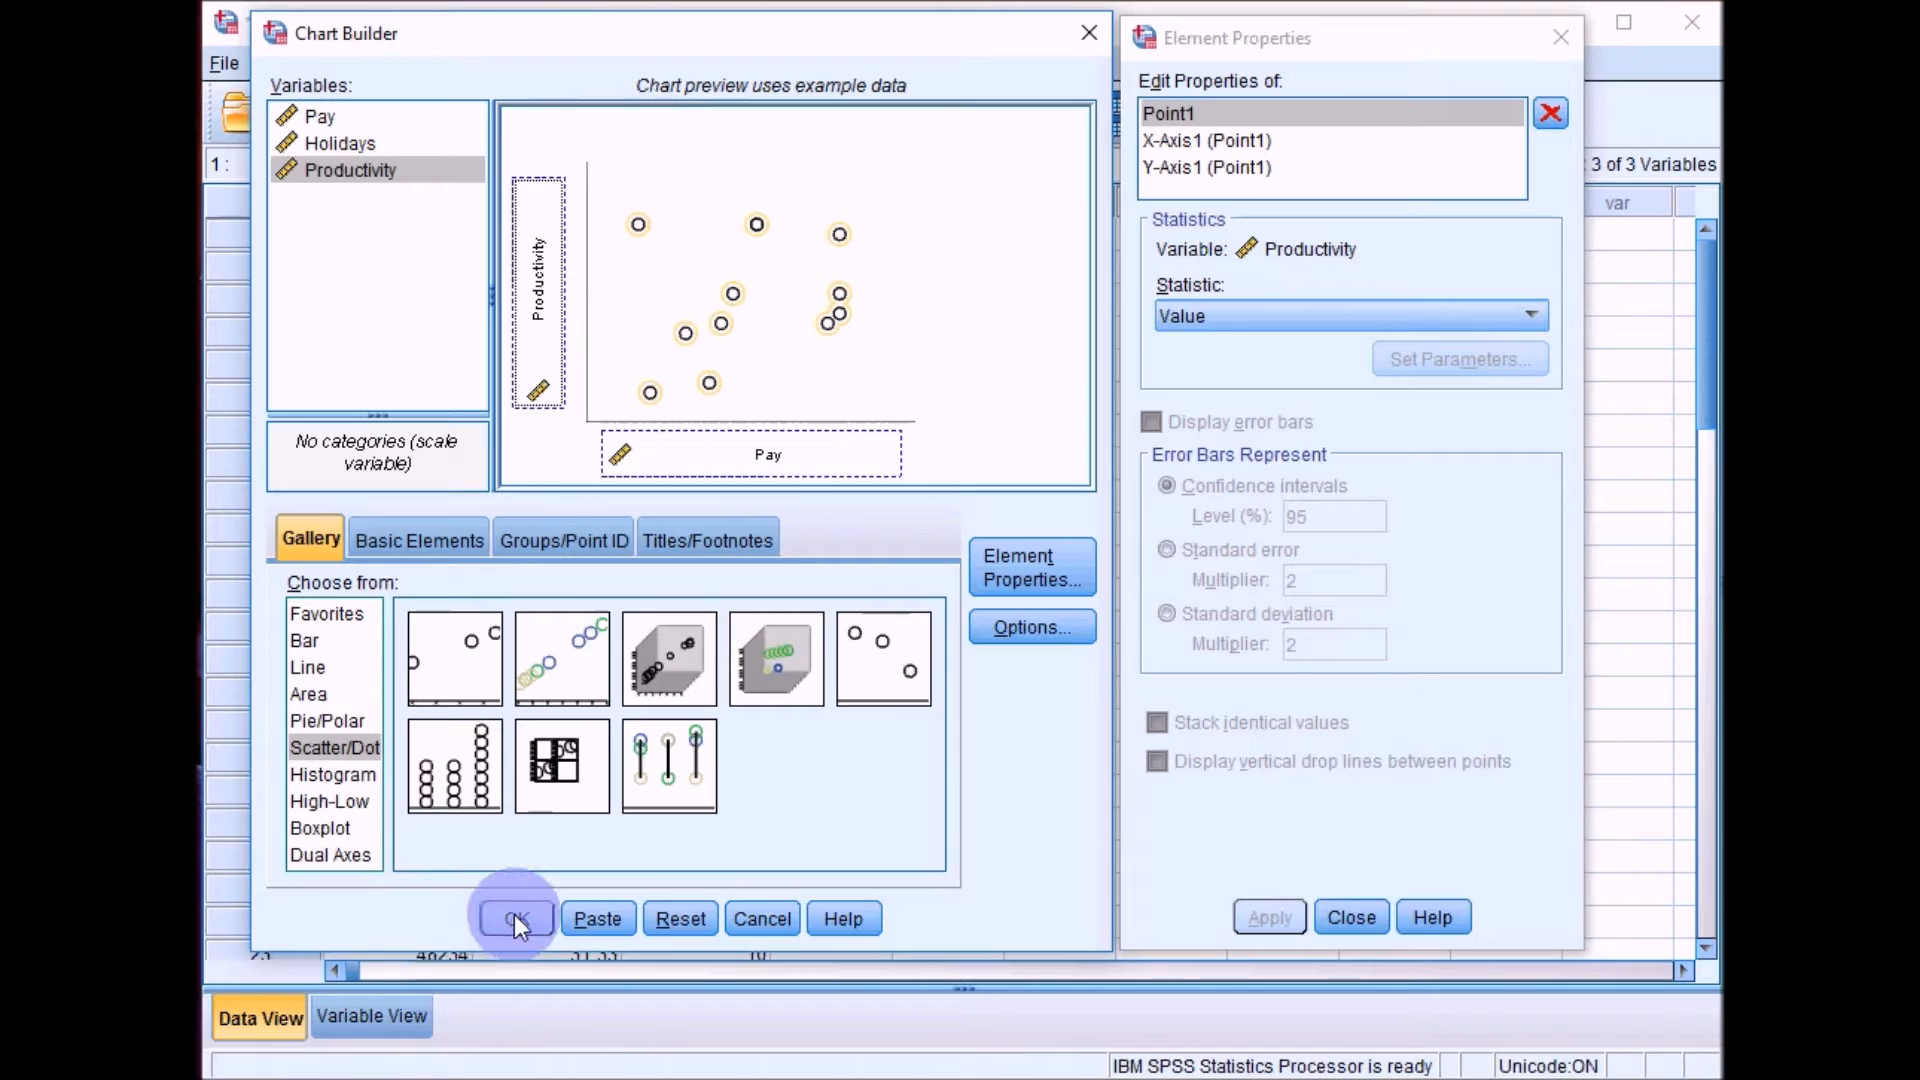 Chart Builder
Variables:
Chart preview uses example data
Pay
Holidays
Productivity
Productivity
Pay
No categories (scale
variable)
Gallery
Basic Elements
Groups/Point ID
Titles/Footnotes
Choose from:
Favorites
Bar
Line
Area
Pie/Polar
Scatter/Dot
Histogram
High-Low
Boxplot
Dual Axes
Element
Properties...
Options...
OK
Paste
Reset
Cancel
Help
Element Properties
Edit Properties of:
Point1
X-Axis1 (Point1)
Y-Axis1 (Point1)
Statistics
Variable: Productivity
Statistic:
Value
Set Parameters...
Display error bars
Error Bars Represent
Confidence intervals
Level (%): 95
Standard error
Multiplier: 2
Standard deviation
Multiplier: 2
Stack identical values
Display vertical drop lines between points
Apply
Close
Help
File
1 :
3 of 3 Variables
var
Data View
Variable View
IBM SPSS Statistics Processor is ready
Unicode:ON